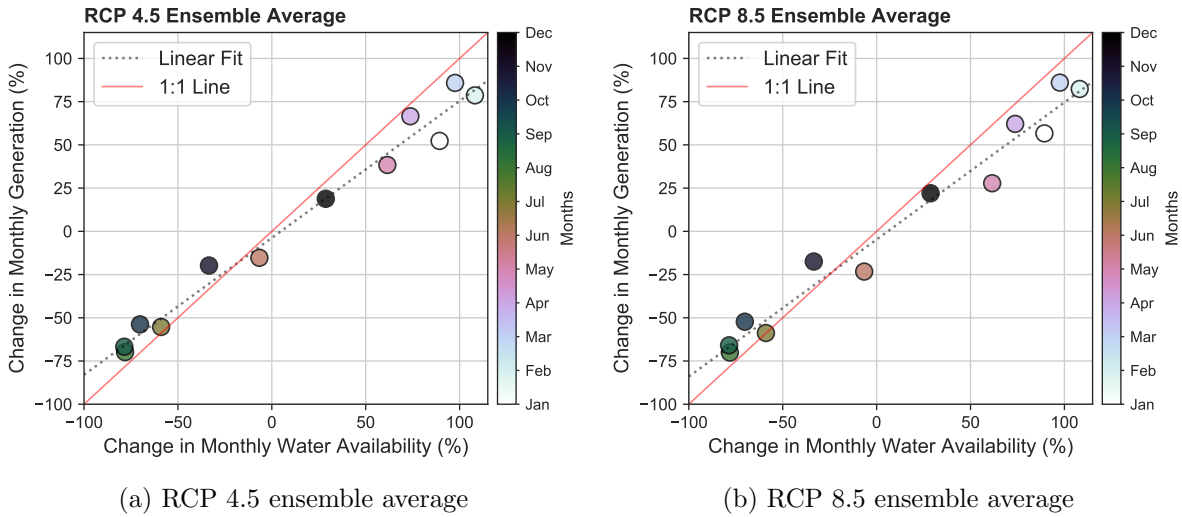 RCP 4.5 Ensemble Average
Linear Fit
1:1 Line
100
75
50
25
0
−25
−50
−75
−100
Change in Monthly Generation (%)
−100
−50
0
50
100
Change in Monthly Water Availability (%)
Dec
Nov
Oct
Sep
Aug
Jul
Jun
May
Apr
Mar
Feb
Jan
Months
(a) RCP 4.5 ensemble average
RCP 8.5 Ensemble Average
Linear Fit
1:1 Line
100
75
50
25
0
−25
−50
−75
−100
Change in Monthly Generation (%)
−100
−50
0
50
100
Change in Monthly Water Availability (%)
Dec
Nov
Oct
Sep
Aug
Jul
Jun
May
Apr
Mar
Feb
Jan
Months
(b) RCP 8.5 ensemble average